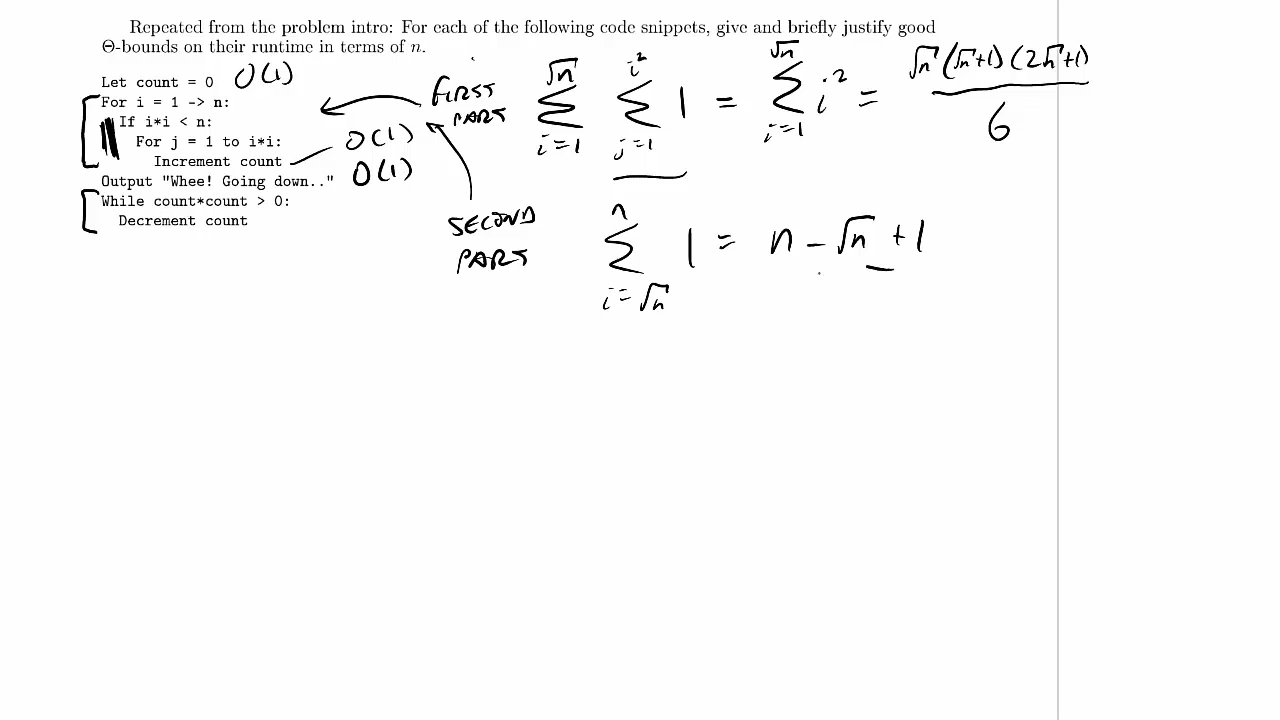 Repeated from the problem intro: For each of the following code snippets, give and briefly justify good
Θ-bounds on their runtime in terms of n.
Let count = 0 O(1)
For i = 1 -> n:
If i*i < n:
For j = 1 to i*i:
Increment count O(1)
Output "Whee! Going down.." O(1)
While count*count > 0:
Decrement count
FIRST
PART
√n i² √n √n (√n+1) (2√n+1)
∑ ∑ 1 = ∑ i² =
i=1 j=1 i=1 6
SECOND
PART
n
∑ 1 = n - √n + 1
i=√n